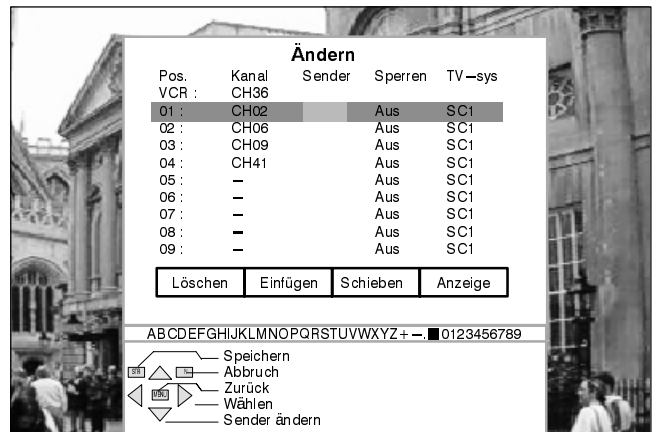 Ändern
Pos. Kanal Sender Sperren TV—sys
VCR : CH36
01 : CH02 Aus SC1
02 : CH06 Aus SC1
03 : CH09 Aus SC1
04 : CH41 Aus SC1
05 : – Aus SC1
06 : – Aus SC1
07 : – Aus SC1
08 : – Aus SC1
09 : – Aus SC1
Löschen Einfügen Schieben Anzeige
ABCDEFGHIJKLMNOPQRSTUVWXYZ+—.■0123456789
Speichern
STR N Abbruch
MENU Zurück
Wählen
Sender ändern